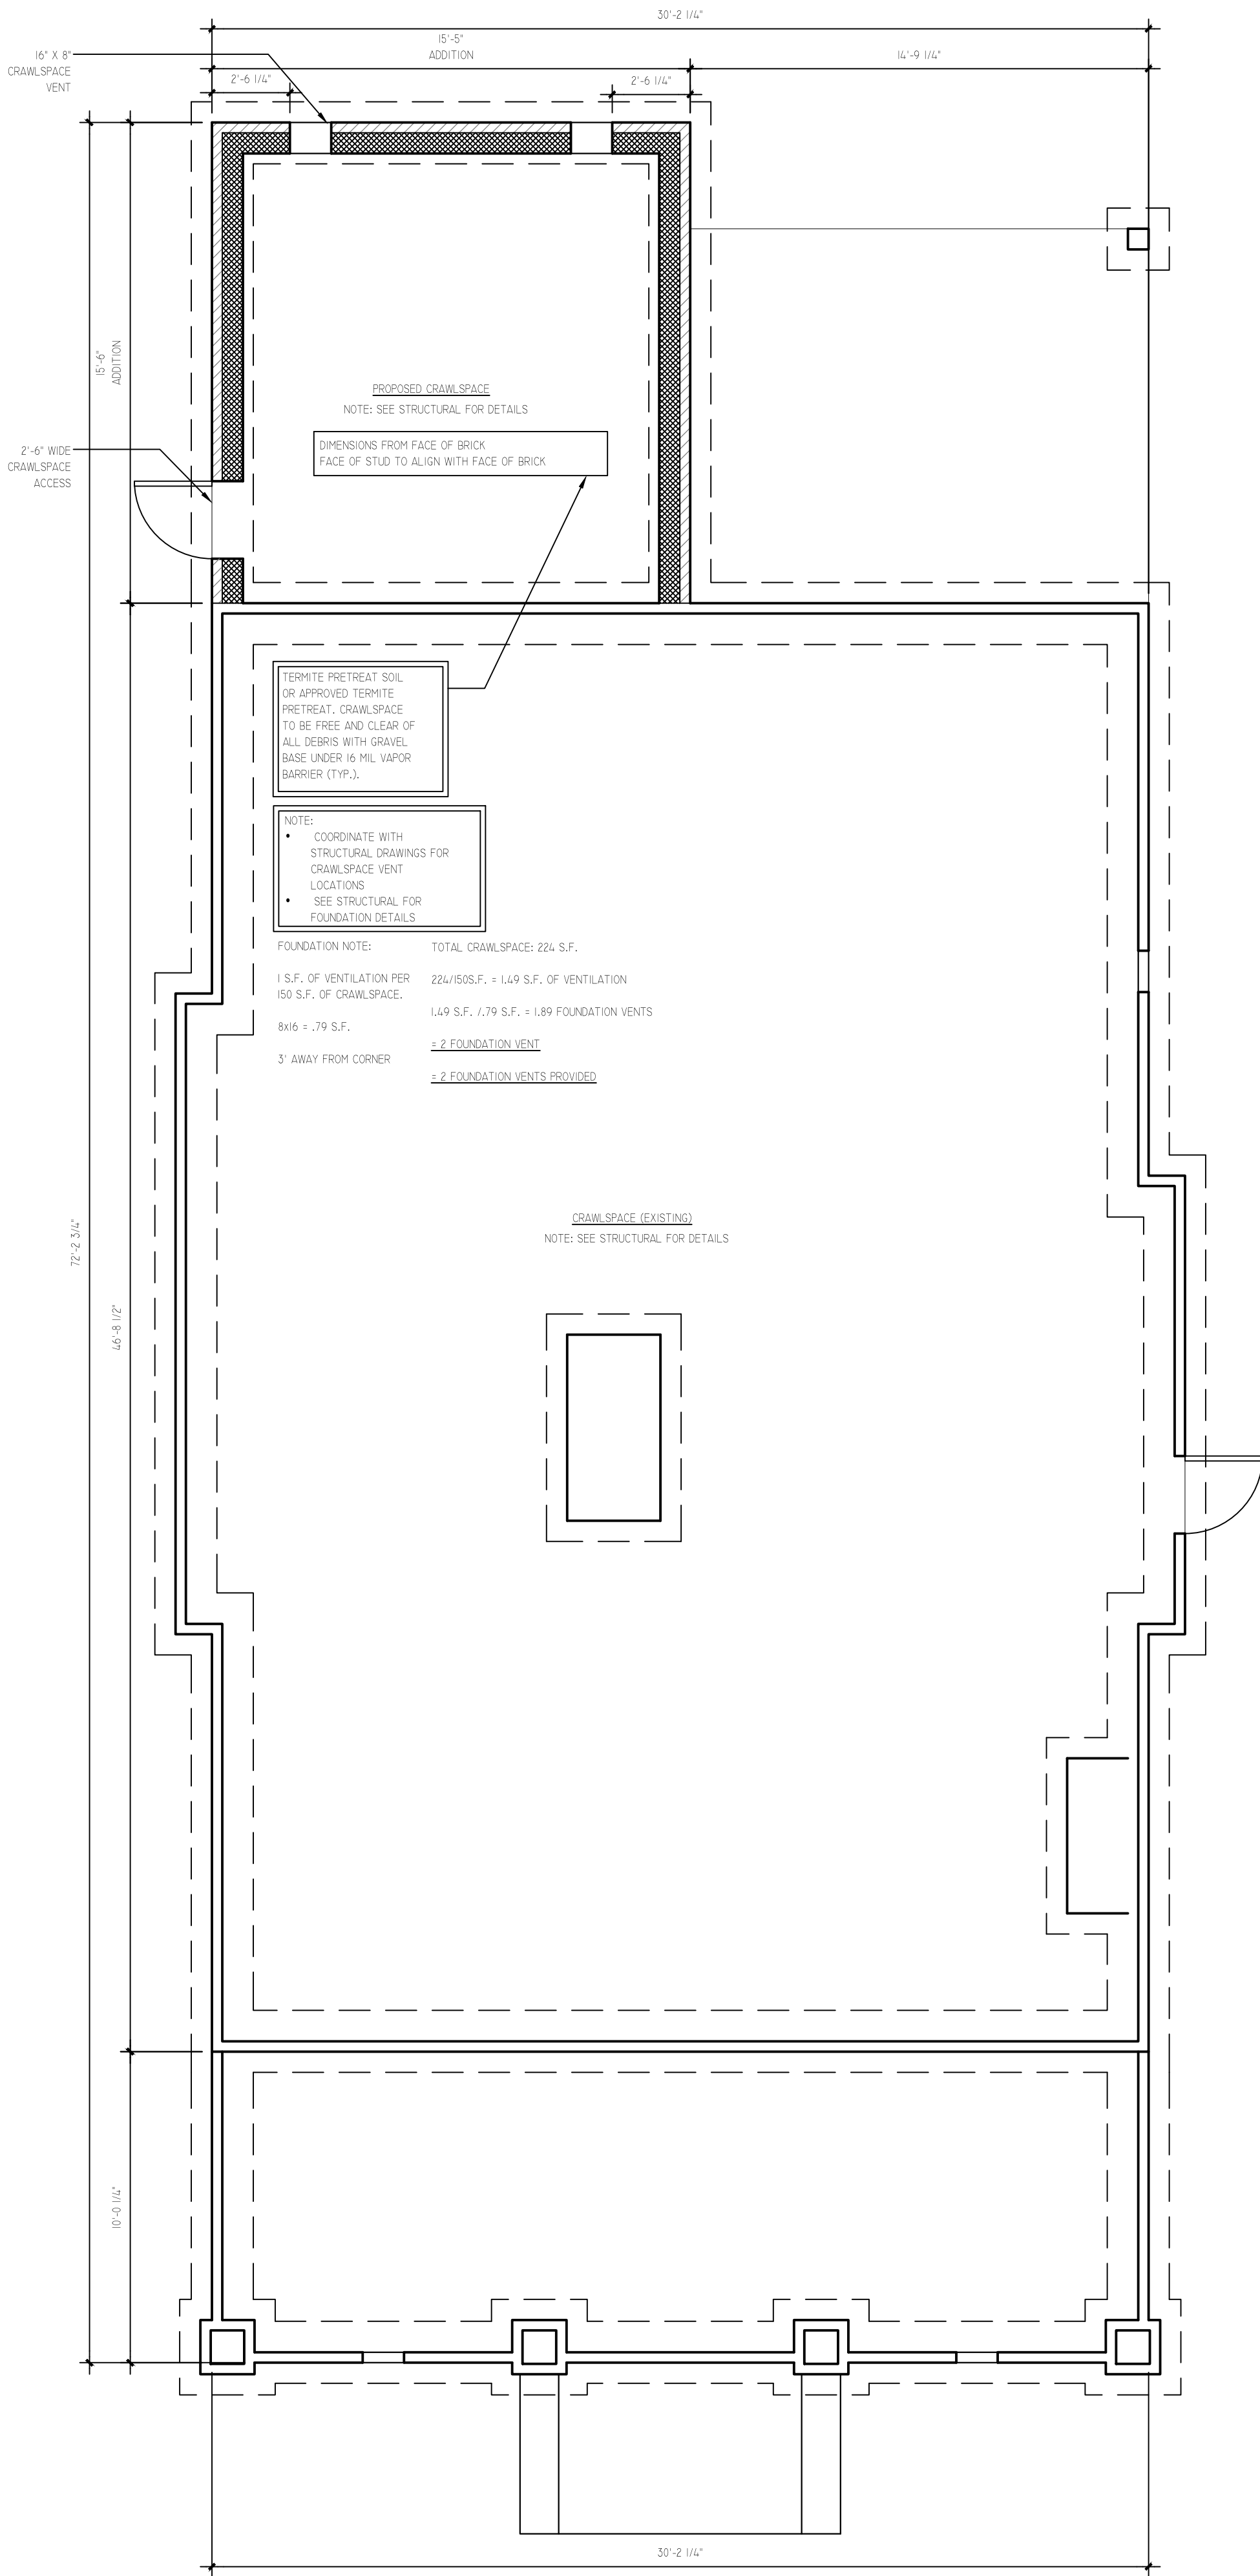 30'-2 1/4"
15'-5"
ADDITION
14'-9 1/4"
16" X 8"
CRAWLSPACE
VENT
2'-6 1/4"
2'-6 1/4"
15'-6"
ADDITION
PROPOSED CRAWLSPACE
NOTE: SEE STRUCTURAL FOR DETAILS
DIMENSIONS FROM FACE OF BRICK
FACE OF STUD TO ALIGN WITH FACE OF BRICK
2'-6" WIDE
CRAWLSPACE
ACCESS
TERMITE PRETREAT SOIL
OR APPROVED TERMITE
PRETREAT. CRAWLSPACE
TO BE FREE AND CLEAR OF
ALL DEBRIS WITH GRAVEL
BASE UNDER 16 MIL VAPOR
BARRIER (TYP.).
NOTE:
• COORDINATE WITH
STRUCTURAL DRAWINGS FOR
CRAWLSPACE VENT
LOCATIONS
• SEE STRUCTURAL FOR
FOUNDATION DETAILS
FOUNDATION NOTE:
1 S.F. OF VENTILATION PER
150 S.F. OF CRAWLSPACE.
8x16 = .79 S.F.
3' AWAY FROM CORNER
TOTAL CRAWLSPACE: 224 S.F.
224/150S.F. = 1.49 S.F. OF VENTILATION
1.49 S.F. /.79 S.F. = 1.89 FOUNDATION VENTS
= 2 FOUNDATION VENT
= 2 FOUNDATION VENTS PROVIDED
CRAWLSPACE (EXISTING)
NOTE: SEE STRUCTURAL FOR DETAILS
72'-2 3/4"
46'-8 1/2"
10'-0 1/4"
30'-2 1/4"